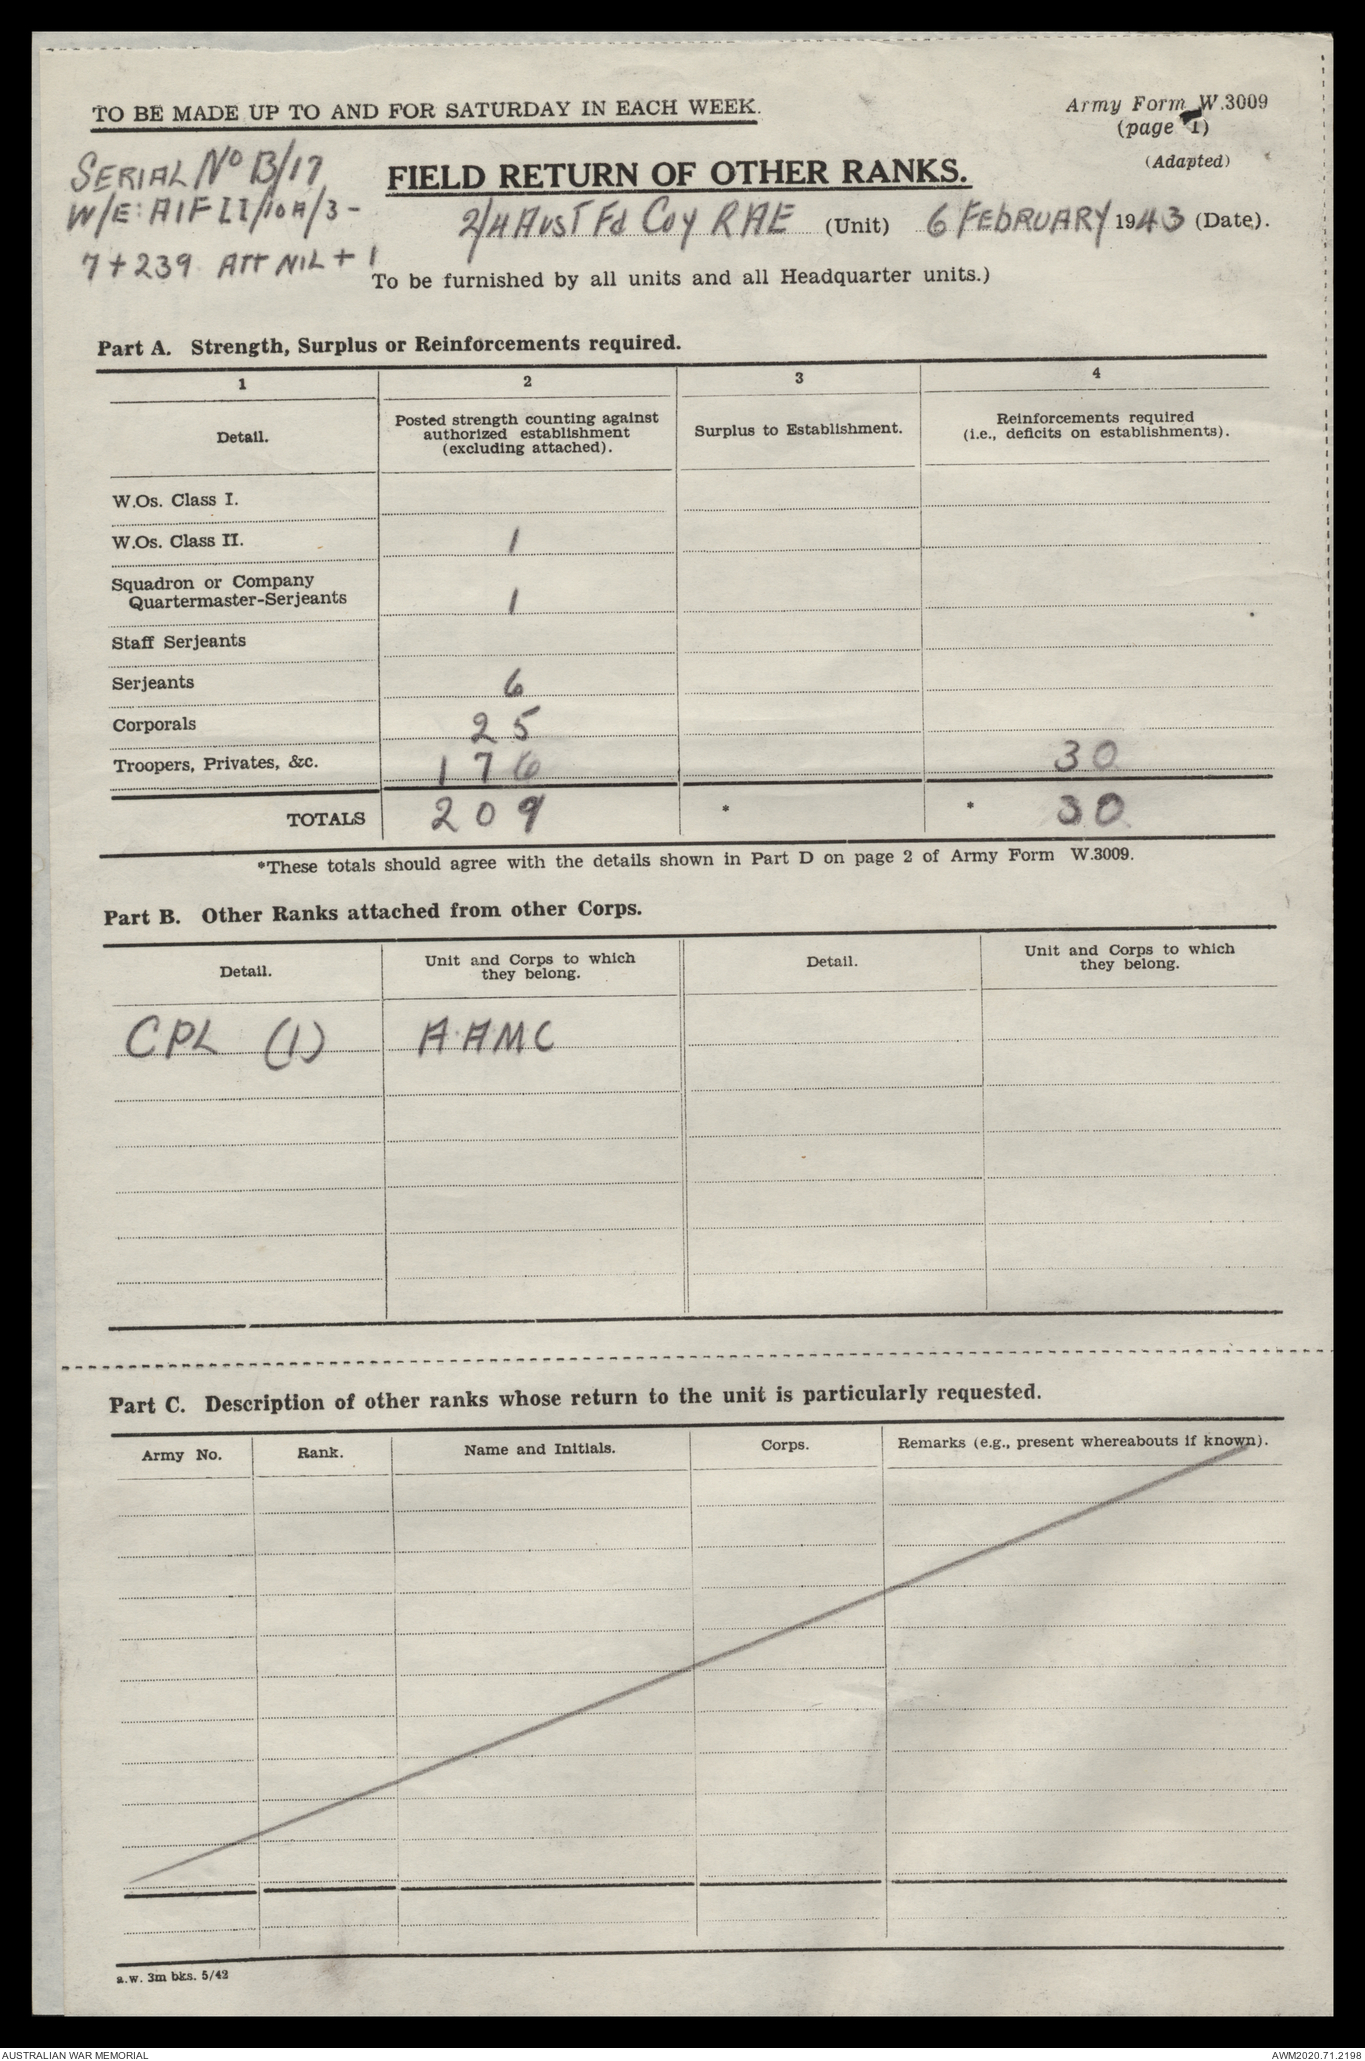 TO BE MADE UP TO AND FOR SATURDAY IN EACH WEEK.
Army Form W.3009
(page 1)
(Adapted)
SERIAL No B/17
W/E: AIF II/10A/3-
7 + 239 ATT NIL + 1
FIELD RETURN OF OTHER RANKS.
2/4 AUST Fd Coy RAE (Unit) 6 FEBRUARY 1943 (Date).
To be furnished by all units and all Headquarter units.)
Part A. Strength, Surplus or Reinforcements required.
1 2 3 4
Detail. Posted strength counting against authorized establishment (excluding attached). Surplus to Establishment. Reinforcements required (i.e., deficits on establishments).
W.Os. Class I.
W.Os. Class II. 1
Squadron or Company
Quartermaster-Serjeants 1
Staff Serjeants
Serjeants 6
Corporals 25
Troopers, Privates, &c. 176 30
TOTALS 209 * * 30
*These totals should agree with the details shown in Part D on page 2 of Army Form W.3009.
Part B. Other Ranks attached from other Corps.
Detail. Unit and Corps to which they belong. Detail. Unit and Corps to which they belong.
CPL (1) A.AMC
Part C. Description of other ranks whose return to the unit is particularly requested.
Army No. Rank. Name and Initials. Corps. Remarks (e.g., present whereabouts if known).
a.w. 3m bks. 5/42
AUSTRALIAN WAR MEMORIAL
AWM2020.71.2198